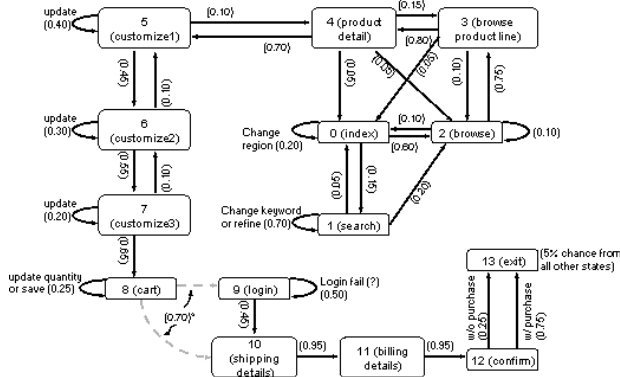 update
(0.40)
5
(customize1)
(0.10)
(0.70)
4 (product
detail)
(0.15)
(0.80)
3 (browse
product line)
(0.45)
(0.10)
(0.05)
(0.05)
(0.05)
(0.10)
(0.75)
update
(0.30)
6
(customize2)
Change
region (0.20)
0 (index)
(0.10)
(0.60)
2 (browse)
(0.10)
(0.55)
(0.10)
(0.15)
(0.20)
update
(0.20)
7
(customize3)
Change keyword
or refine (0.70)
1 (search)
(0.65)
update quantity
or save (0.25)
8 (cart)
9 (login)
Login fail (?)
(0.50)
13 (exit)
(5% chance from
all other states)
(0.70)*
(0.45)
w/o purchase
(0.25)
w/ purchase
(0.75)
10
(shipping
details)
(0.95)
11 (billing
details)
(0.95)
12 (confirm)